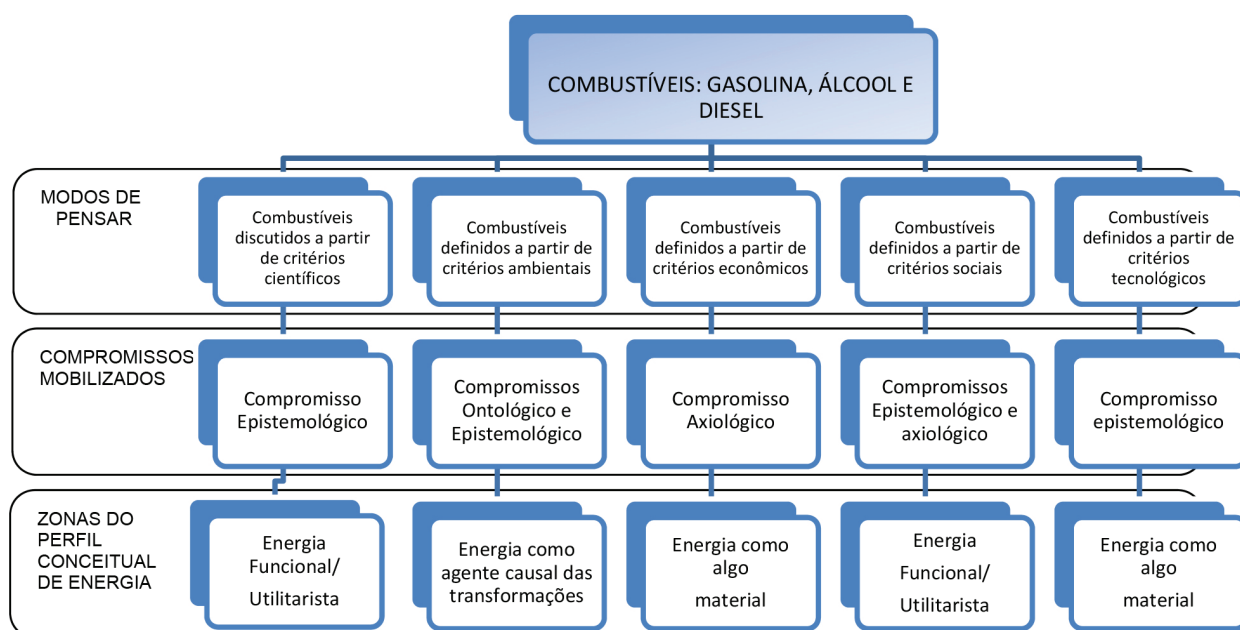 COMBUSTÍVEIS: GASOLINA, ÁLCOOL E
DIESEL
MODOS DE
PENSAR
Combustíveis
discutidos a partir
de critérios
científicos
Combustíveis
definidos a partir de
critérios ambientais
Combustíveis
definidos a partir de
critérios econômicos
Combustíveis
definidos a partir de
critérios sociais
Combustíveis
definidos a partir de
critérios
tecnológicos
COMPROMISSOS
MOBILIZADOS
Compromisso
Epistemológico
Compromissos
Ontológico e
Epistemológico
Compromisso
Axiológico
Compromissos
Epistemológico e
axiológico
Compromisso
epistemológico
ZONAS DO
PERFIL
CONCEITUAL
DE ENERGIA
Energia
Funcional/
Utilitarista
Energia como
agente causal das
transformações
Energia como
algo
material
Energia
Funcional/
Utilitarista
Energia como
algo
material